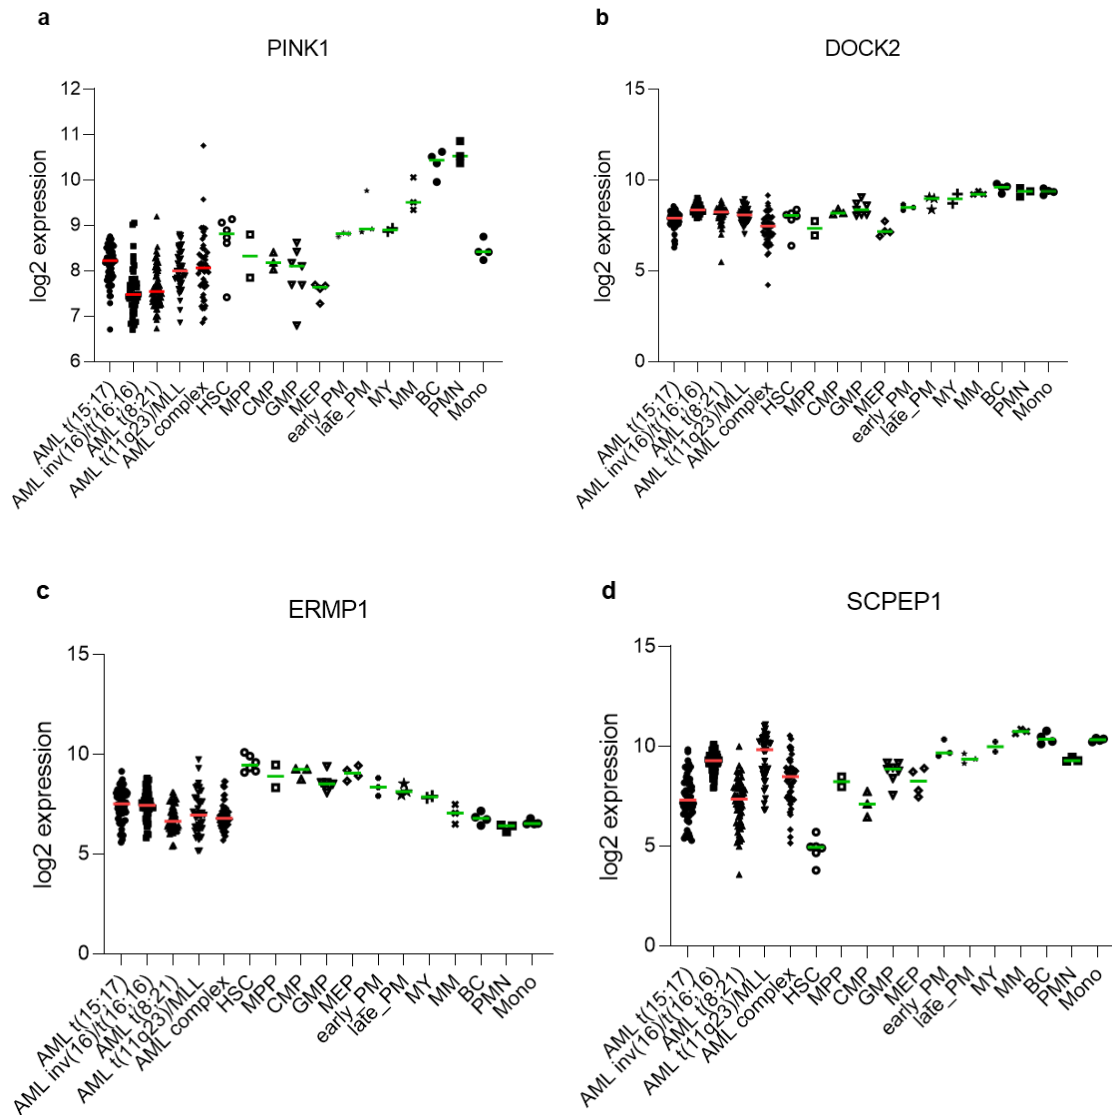 a
PINK1
12
11
10
9
8
7
6
log2 expression
AML t(15;17)
AML inv(16)/t(16;16)
AML t(8;21)
AML t(11q23)/MLL
AML complex
HSC
MPP
CMP
GMP
MEP
early_PM
late_PM
MY
MM
BC
PMN
Mono
b
DOCK2
15
10
5
0
log2 expression
AML t(15;17)
AML inv(16)/t(16;16)
AML t(8;21)
AML t(11q23)/MLL
AML complex
HSC
MPP
CMP
GMP
MEP
early_PM
late_PM
MY
MM
BC
PMN
Mono
c
ERMP1
15
10
5
0
log2 expression
AML t(15;17)
AML inv(16)/t(16;16)
AML t(8;21)
AML t(11q23)/MLL
AML complex
HSC
MPP
CMP
GMP
MEP
early_PM
late_PM
MY
MM
BC
PMN
Mono
d
SCPEP1
15
10
5
0
log2 expression
AML t(15;17)
AML inv(16)/t(16;16)
AML t(8;21)
AML t(11q23)/MLL
AML complex
HSC
MPP
CMP
GMP
MEP
early_PM
late_PM
MY
MM
BC
PMN
Mono